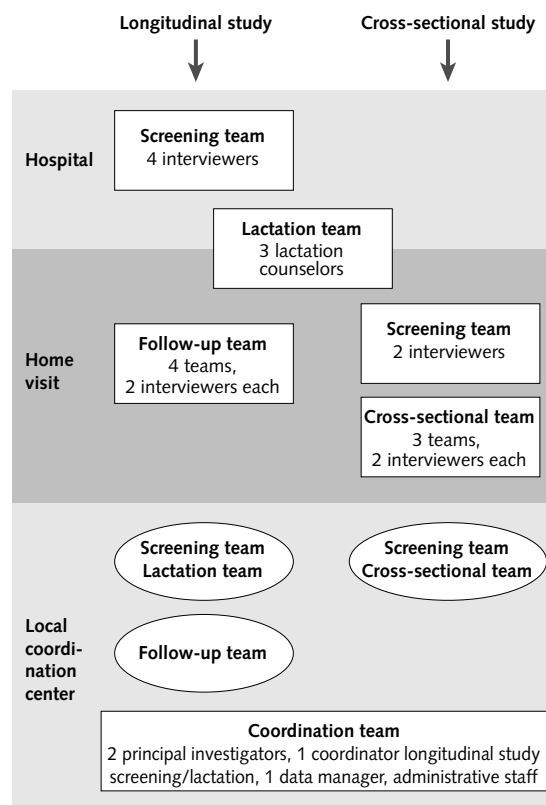 Longitudinal study
Cross-sectional study
Hospital
Screening team
4 interviewers
Lactation team
3 lactation
counselors
Home
visit
Follow-up team
4 teams,
2 interviewers each
Screening team
2 interviewers
Cross-sectional team
3 teams,
2 interviewers each
Local
coordi-
nation
center
Screening team
Lactation team
Screening team
Cross-sectional team
Follow-up team
Coordination team
2 principal investigators, 1 coordinator longitudinal study
screening/lactation, 1 data manager, administrative staff